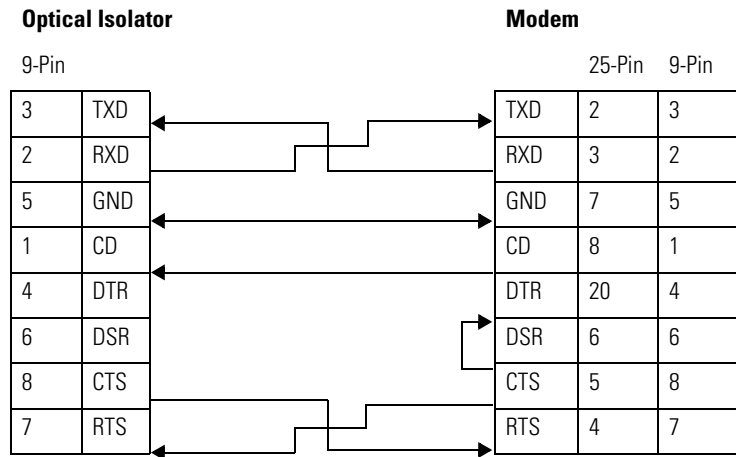 Optical Isolator Modem
9-Pin 25-Pin 9-Pin
3 TXD TXD 2 3
2 RXD RXD 3 2
5 GND GND 7 5
1 CD CD 8 1
4 DTR DTR 20 4
6 DSR DSR 6 6
8 CTS CTS 5 8
7 RTS RTS 4 7